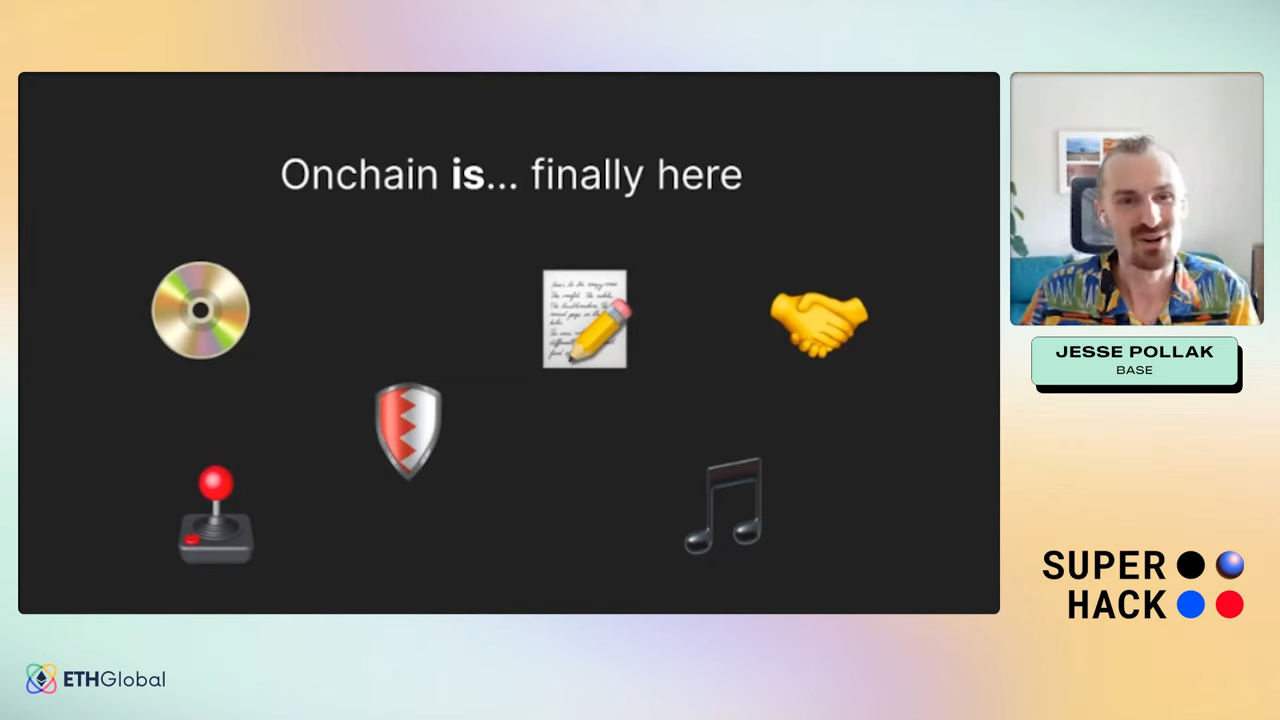 Onchain is... finally here
JESSE POLLAK
BASE
SUPER
HACK
ETHGlobal